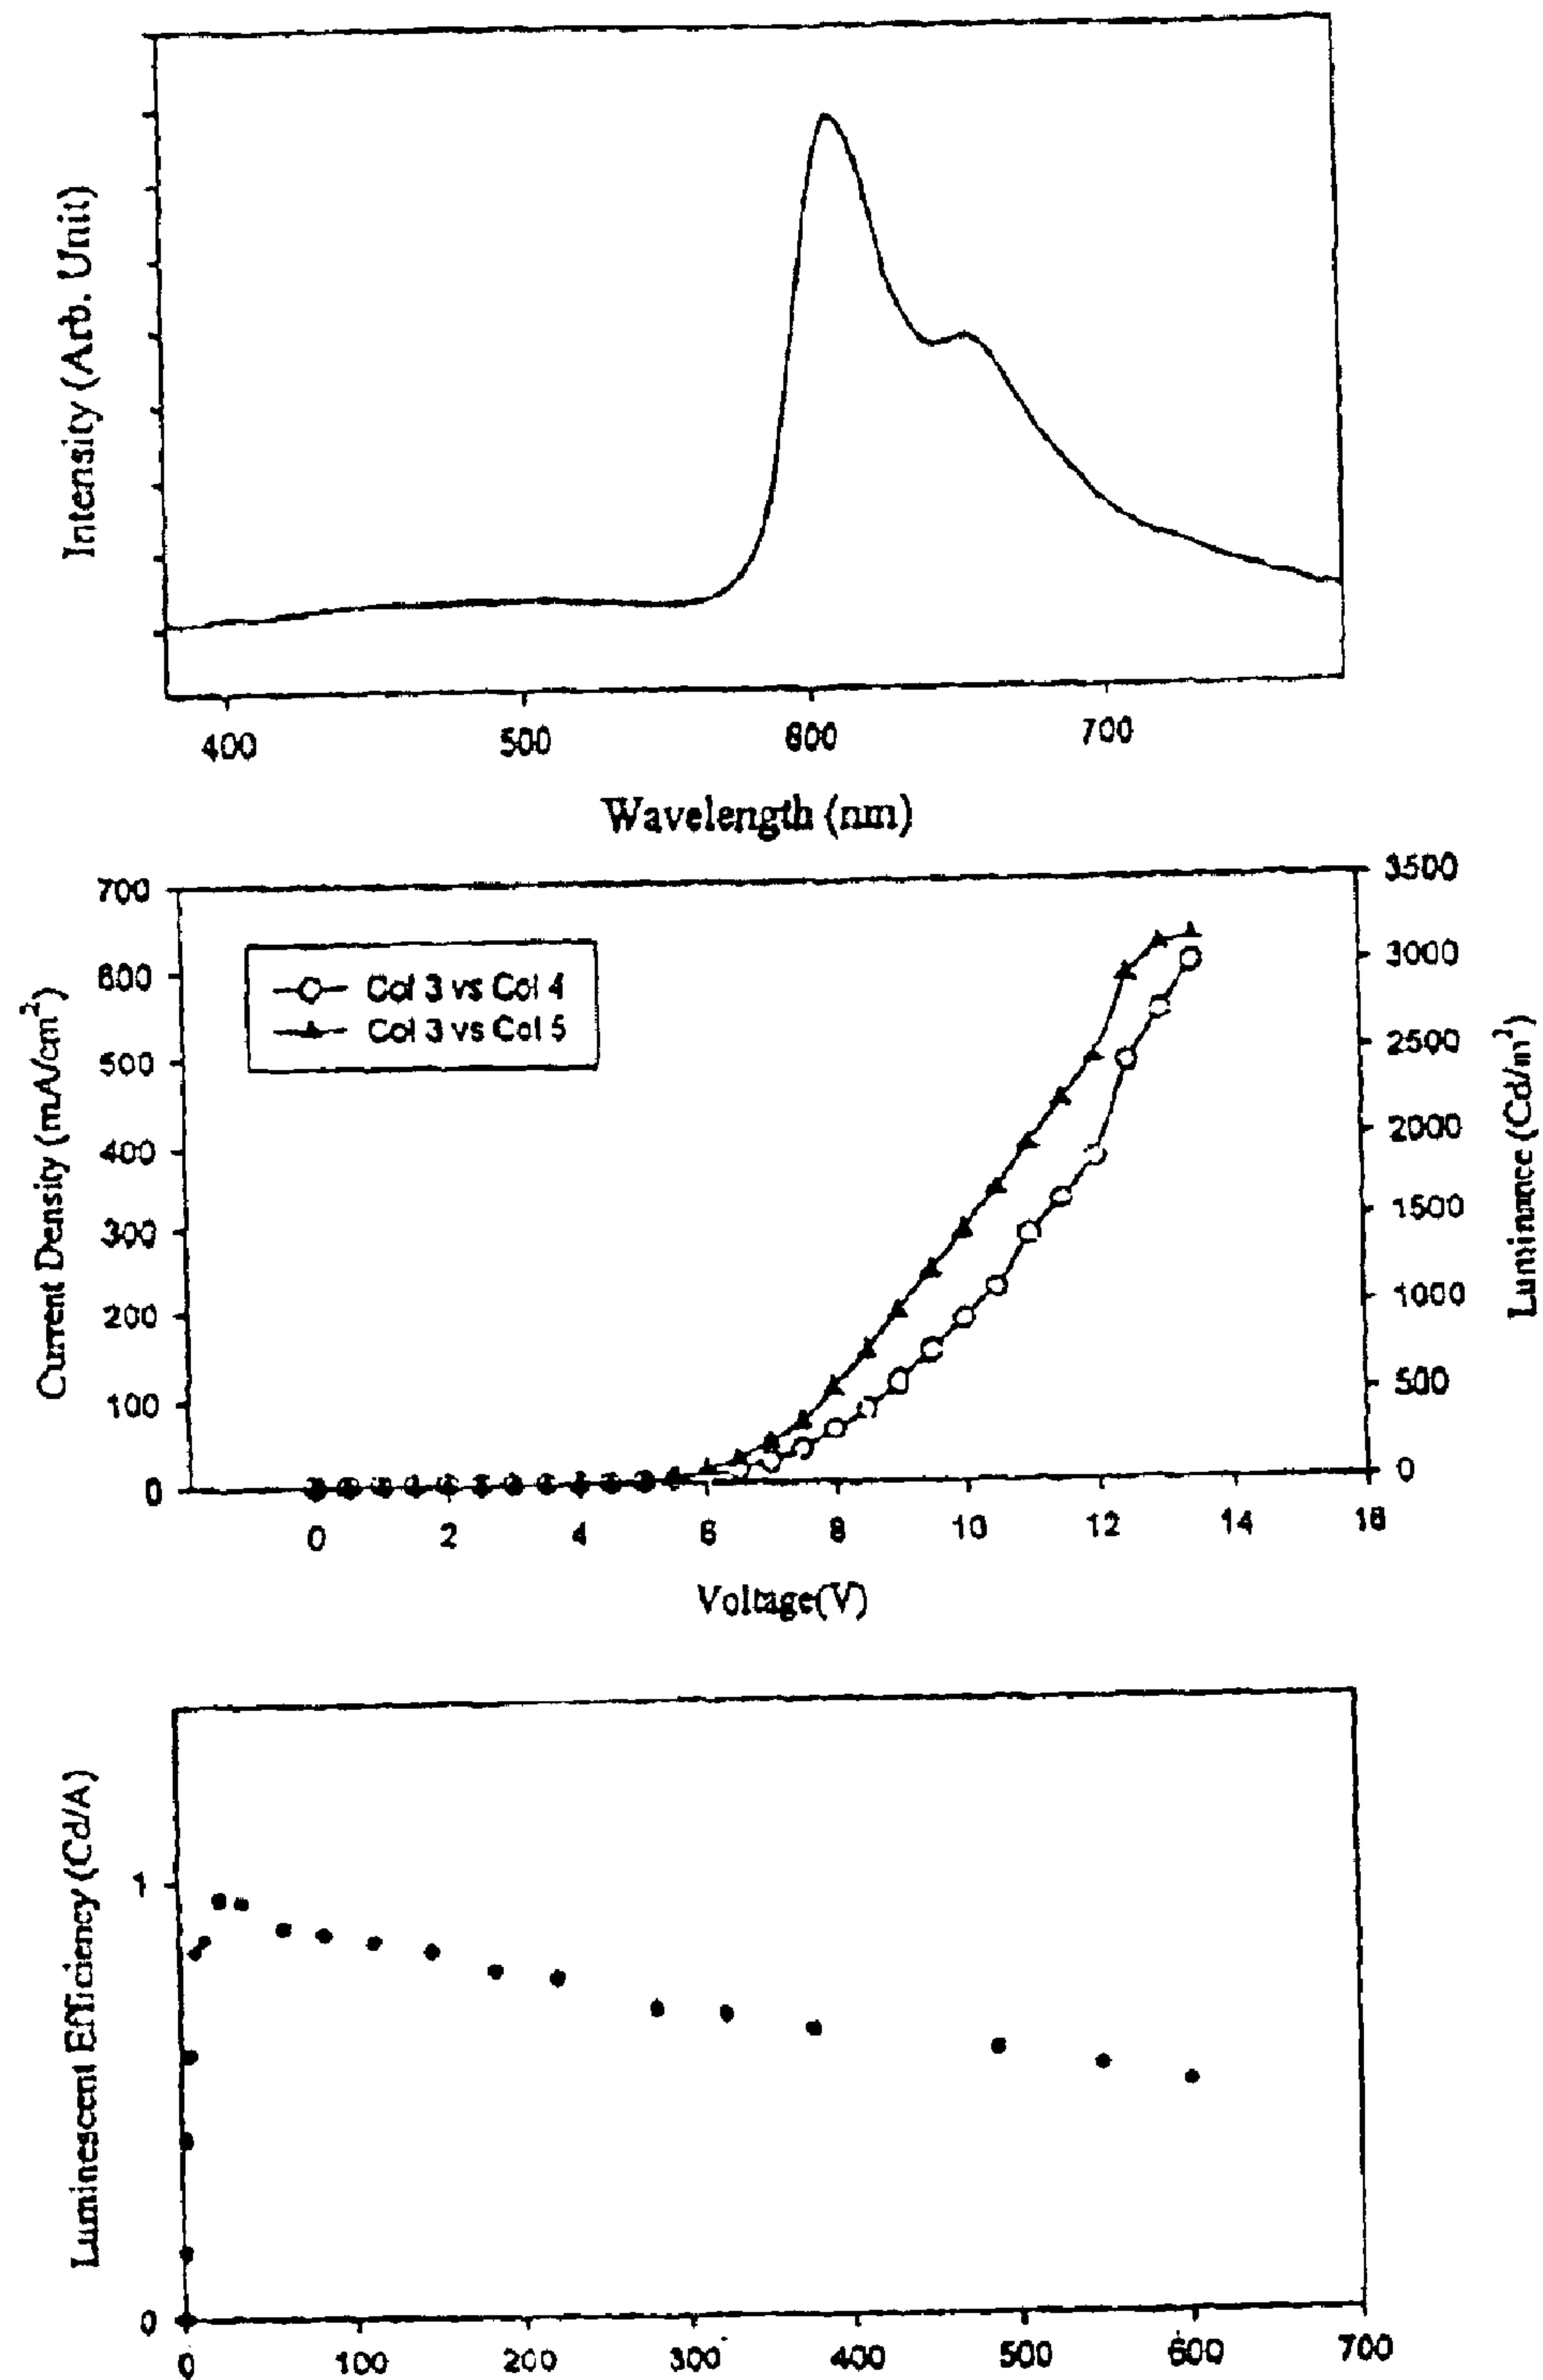 Intensity (Arb. Unit)
400 500 600 700
Wavelength (nm)
700
600
500
400
300
200
100
0
Current Density (mA/cm²)
Col 3 vs Col 4
Col 3 vs Col 5
3500
3000
2500
2000
1500
1000
500
0
Luminance (Cd/m²)
0 2 4 6 8 10 12 14 16
Voltage(V)
Luminescent Efficiency (Cd/A)
1
0
0 100 200 300 400 500 600 700